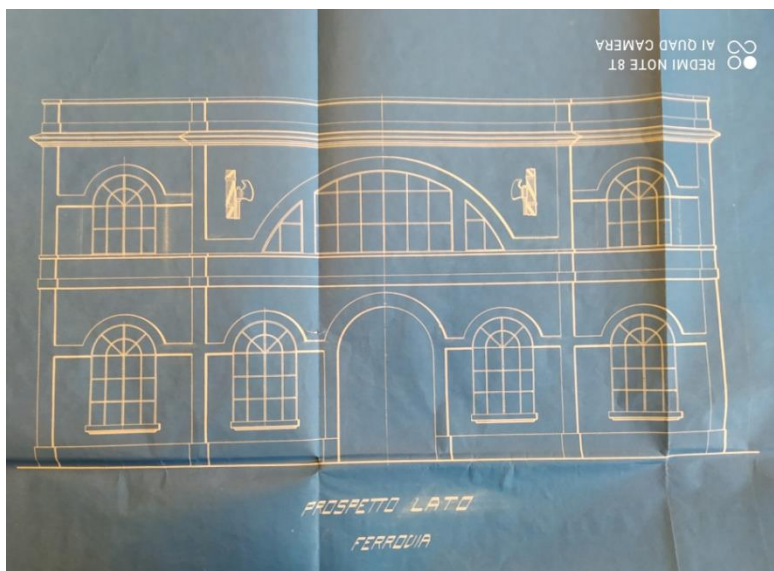 REDMI NOTE 8T
AI QUAD CAMERA
PROSPETTO LATO
FERROVIA